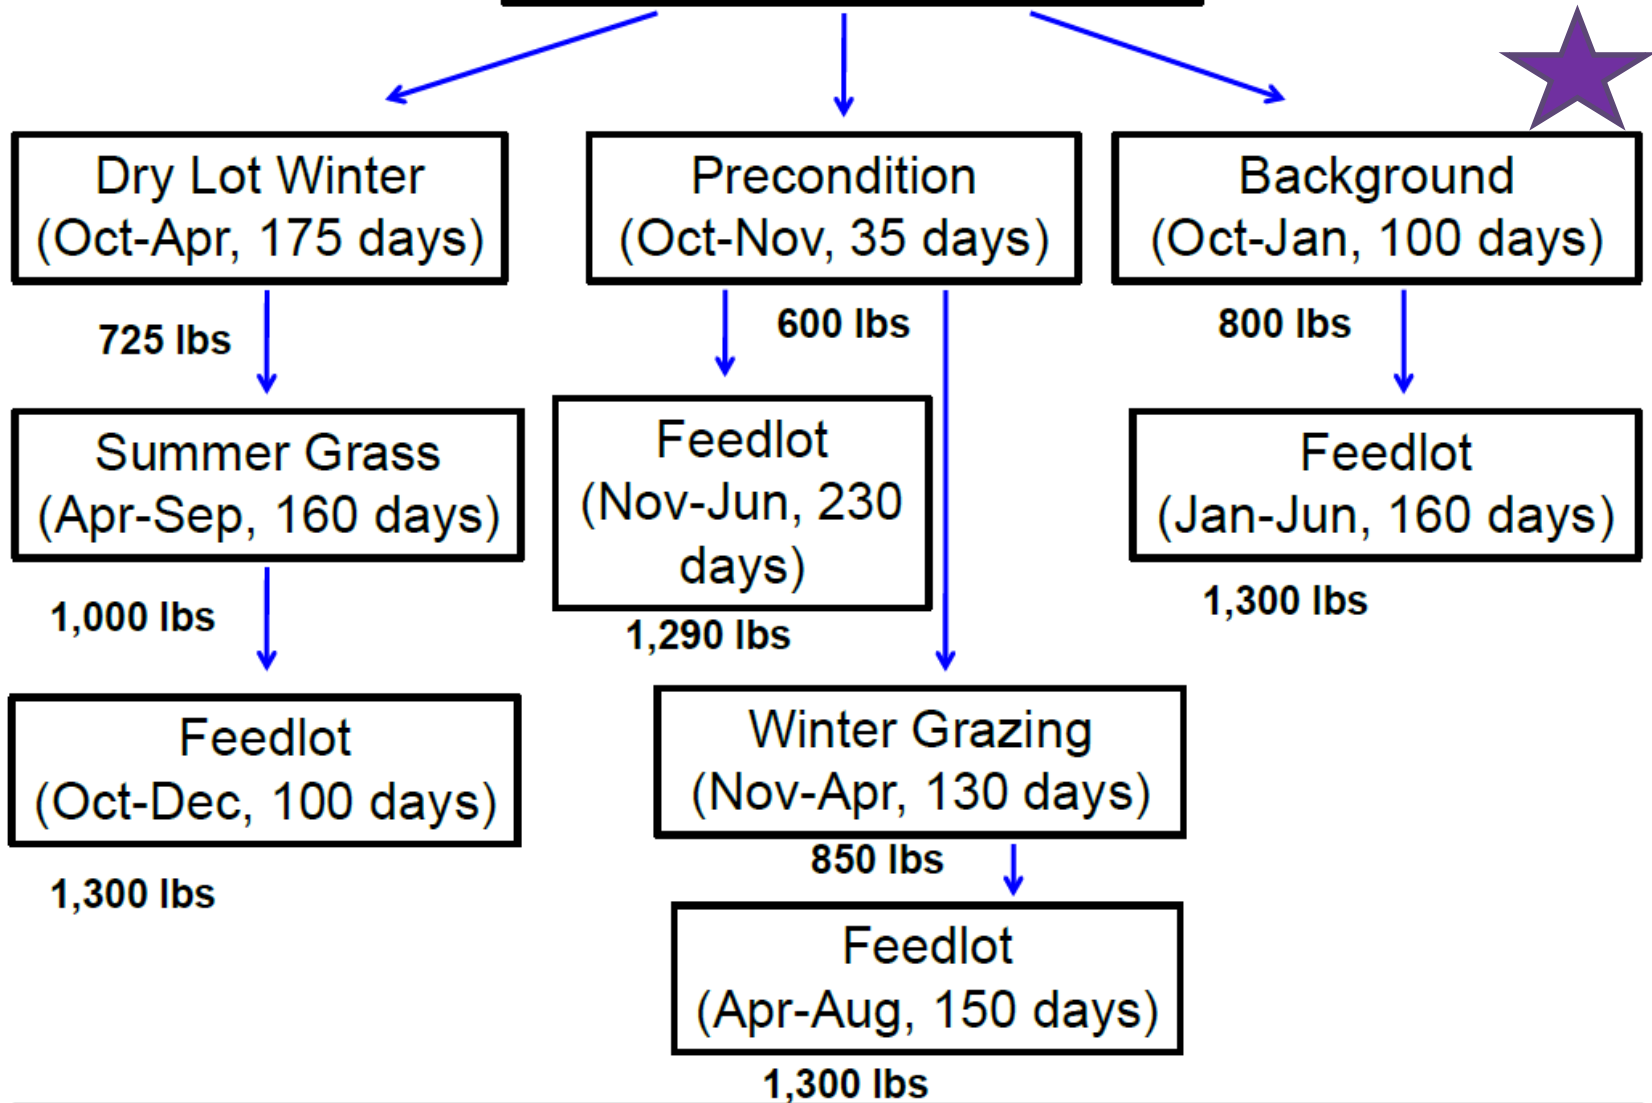 Dry Lot Winter
(Oct-Apr, 175 days)
725 lbs
Summer Grass
(Apr-Sep, 160 days)
1,000 lbs
Feedlot
(Oct-Dec, 100 days)
1,300 lbs
Precondition
(Oct-Nov, 35 days)
600 lbs
Feedlot
(Nov-Jun, 230
days)
1,290 lbs
Winter Grazing
(Nov-Apr, 130 days)
850 lbs
Feedlot
(Apr-Aug, 150 days)
1,300 lbs
Background
(Oct-Jan, 100 days)
800 lbs
Feedlot
(Jan-Jun, 160 days)
1,300 lbs